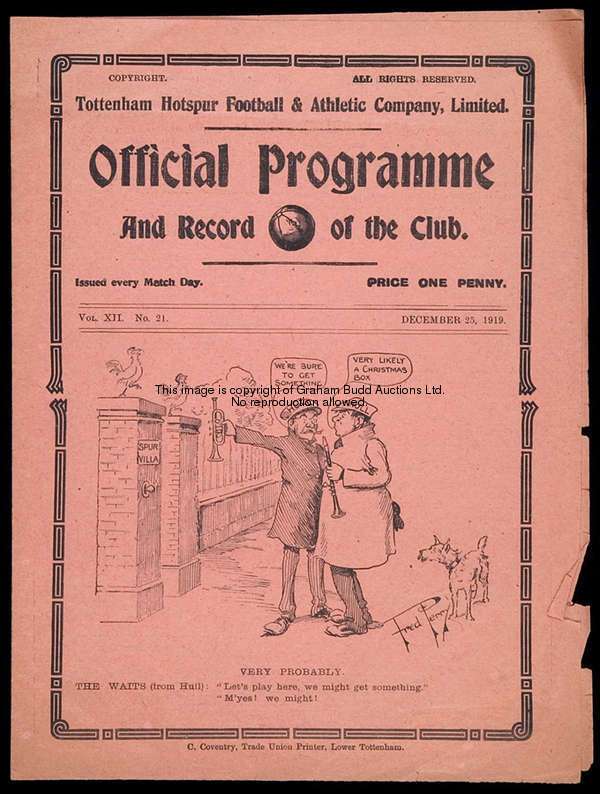 COPYRIGHT. ALL RIGHTS RESERVED.
Tottenham Hotspur Football & Athletic Company, Limited.
Official Programme
And Record of the Club.
Issued every Match Day. PRICE ONE PENNY.
VOL. XII. NO. 21. DECEMBER 25, 1919.
WE'RE SURE
TO GET
SOMETHING
VERY LIKELY
A CHRISTMAS
BOX
This image is copyright of Graham Budd Auctions Ltd.
No reproduction allowed.
SPUR
VILLA
Fred Perry
VERY PROBABLY.
THE WAITS (from Hull): "Let's play here, we might get something."
"M'yes! we might!
C. Coventry, Trade Union Printer, Lower Tottenham.